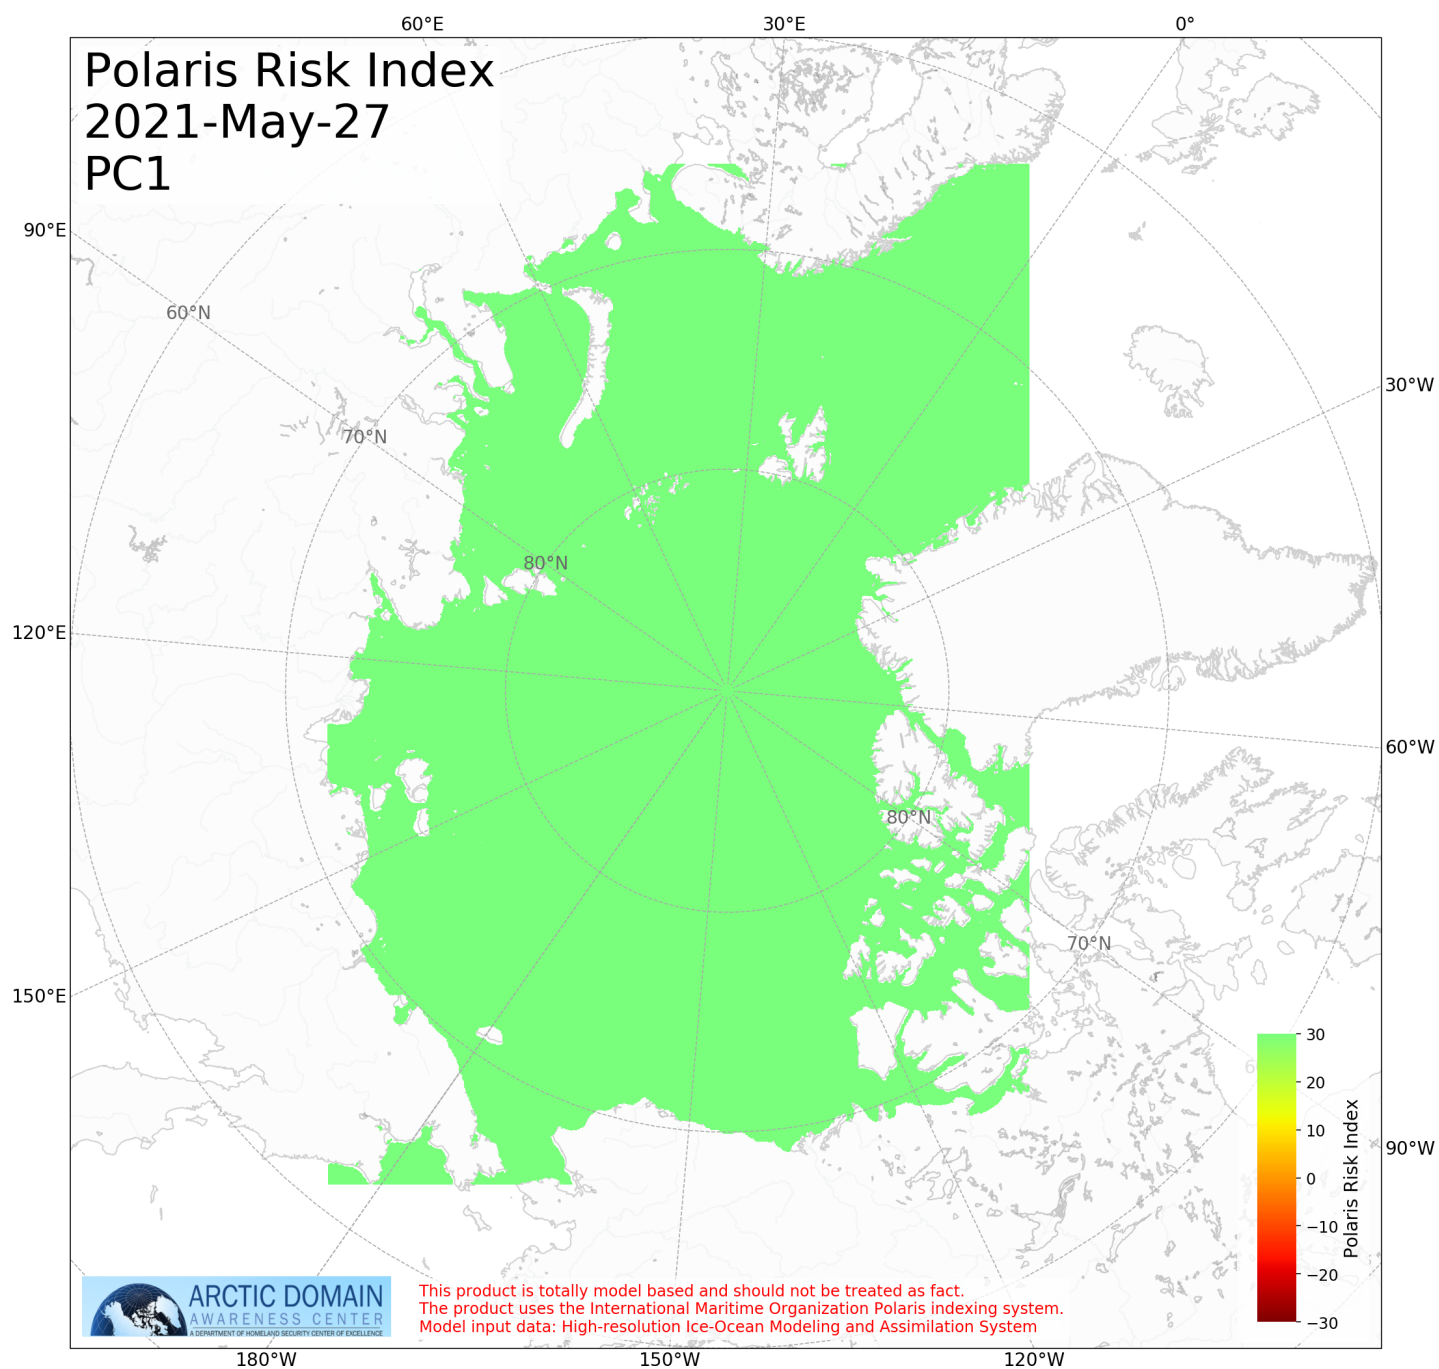 60°E 30°E 0°
Polaris Risk Index
2021-May-27
PC1
90°E
60°N
30°W
70°N
80°N
120°E
60°W
80°N
70°N
150°E
30
20
10
0
−10
−20
−30
Polaris Risk Index
90°W
ARCTIC DOMAIN
AWARENESS CENTER
A DEPARTMENT OF HOMELAND SECURITY CENTER OF EXCELLENCE
This product is totally model based and should not be treated as fact.
The product uses the International Maritime Organization Polaris indexing system.
Model input data: High-resolution Ice-Ocean Modeling and Assimilation System
180°W 150°W 120°W